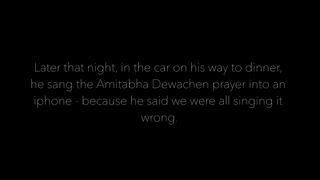 Later that night, in the car on his way to dinner,
he sang the Amitabha Dewachen prayer into an
iphone - because he said we were all singing it
wrong.